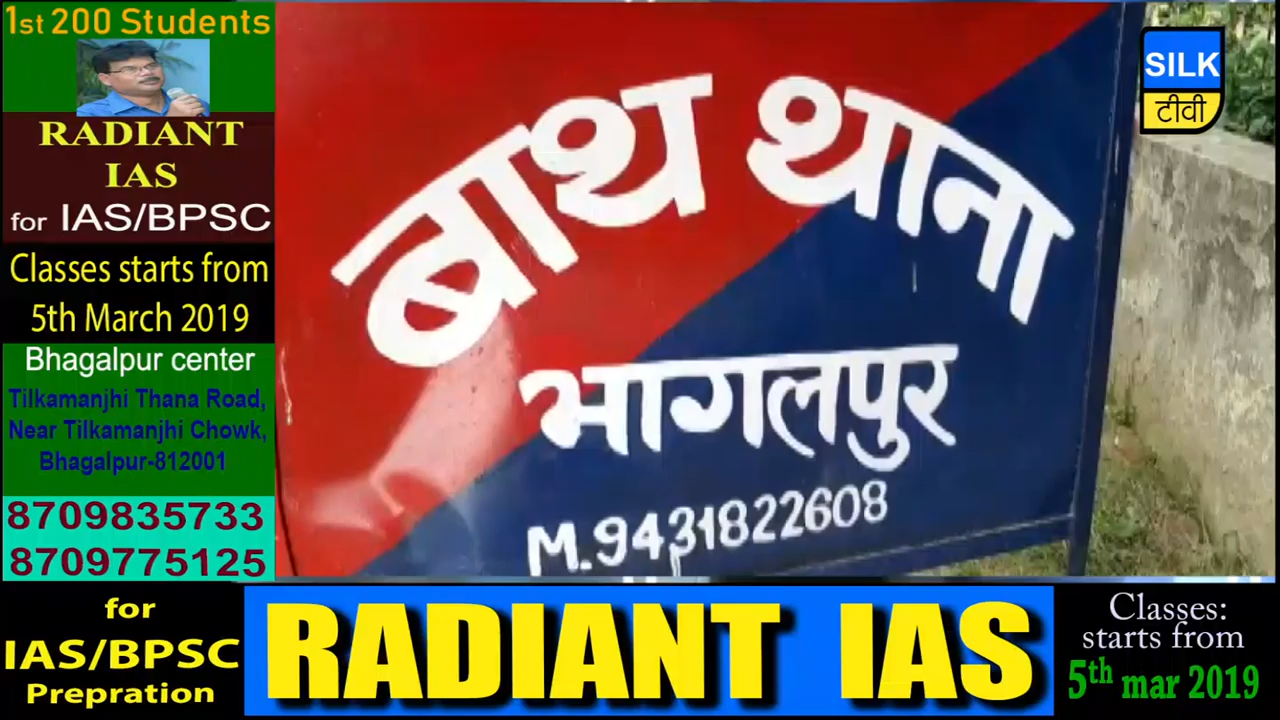 1st 200 Students
RADIANT
IAS
for IAS/BPSC
Classes starts from
5th March 2019
Bhagalpur center
Tilkamanjhi Thana Road,
Near Tilkamanjhi Chowk,
Bhagalpur-812001
8709835733
8709775125
बाथ थाना
भागलपुर
M.9431822608
SILK
टीवी
for
IAS/BPSC
Prepration
RADIANT IAS
Classes:
starts from
5th mar 2019